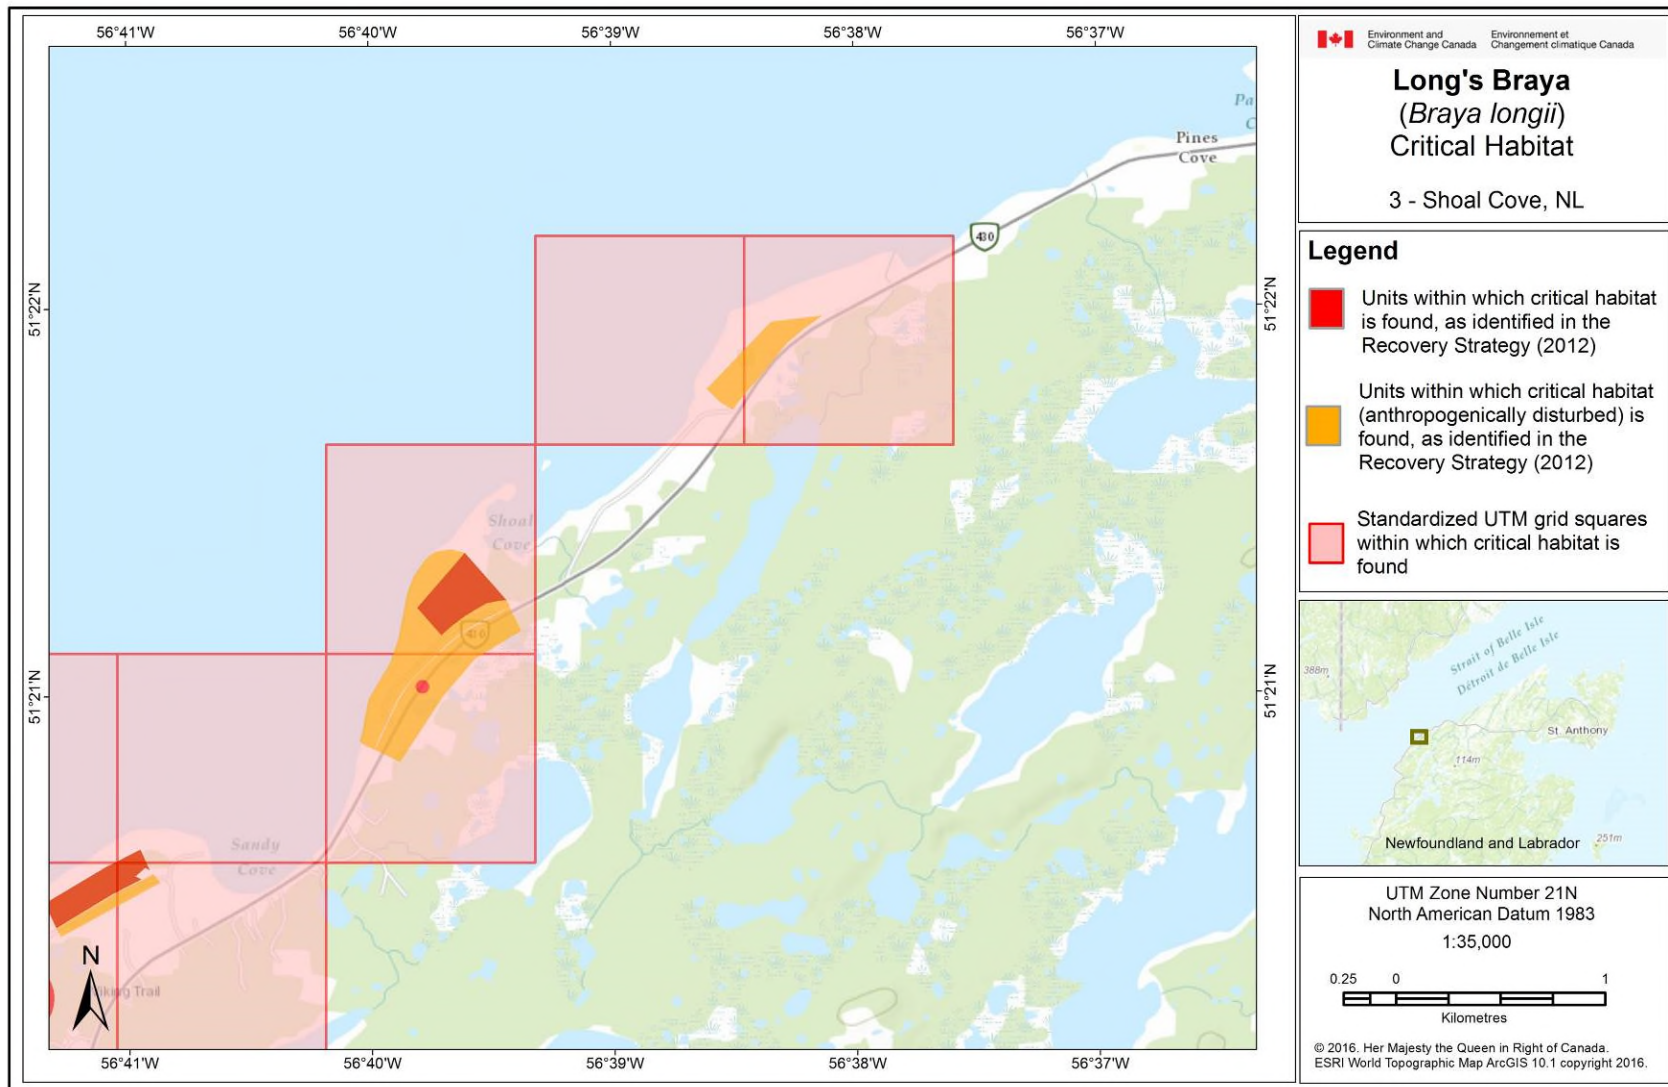 56°41'W 56°40'W 56°39'W 56°38'W 56°37'W
51°22'N
51°21'N
51°22'N
51°21'N
Pines
Cove
430
Shoal
Cove
Sandy
Cove
N
56°41'W 56°40'W 56°39'W 56°38'W 56°37'W
Environment and
Climate Change Canada
Environnement et
Changement climatique Canada
Long's Braya
(Braya longii)
Critical Habitat
3 - Shoal Cove, NL
Legend
Units within which critical habitat
is found, as identified in the
Recovery Strategy (2012)
Units within which critical habitat
(anthropogenically disturbed) is
found, as identified in the
Recovery Strategy (2012)
Standardized UTM grid squares
within which critical habitat is
found
Strait of Belle Isle
Détroit de Belle Isle
388m
St. Anthony
114m
251m
Newfoundland and Labrador
UTM Zone Number 21N
North American Datum 1983
1:35,000
0.25 0 1
Kilometres
© 2016. Her Majesty the Queen in Right of Canada.
ESRI World Topographic Map ArcGIS 10.1 copyright 2016.